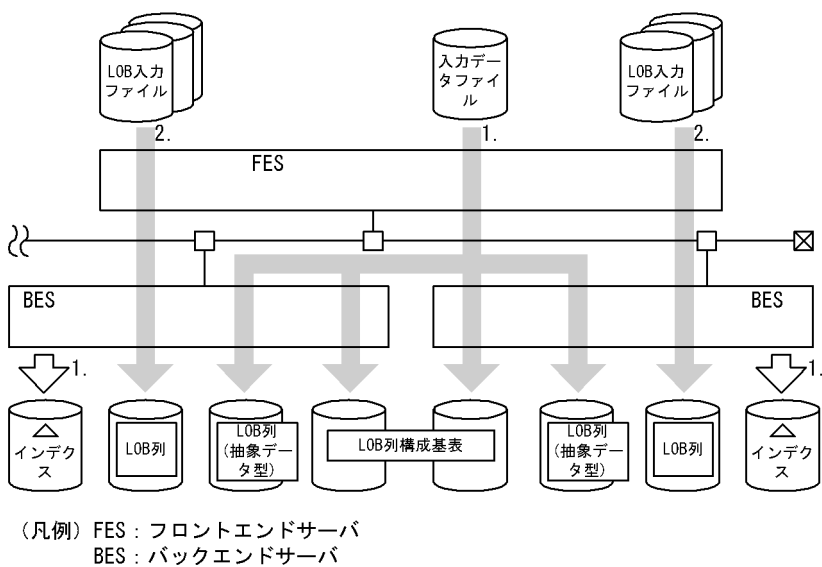 LOB入力
ファイル
入力デー
タファイ
ル
LOB入力
ファイル
2.
1.
2.
FES
BES
BES
1.
1.
インデク
ス
LOB列
LOB列
(抽象デー
タ型)
LOB列構成基表
LOB列
(抽象デー
タ型)
LOB列
インデク
ス
(凡例) FES:フロントエンドサーバ
BES:バックエンドサーバ